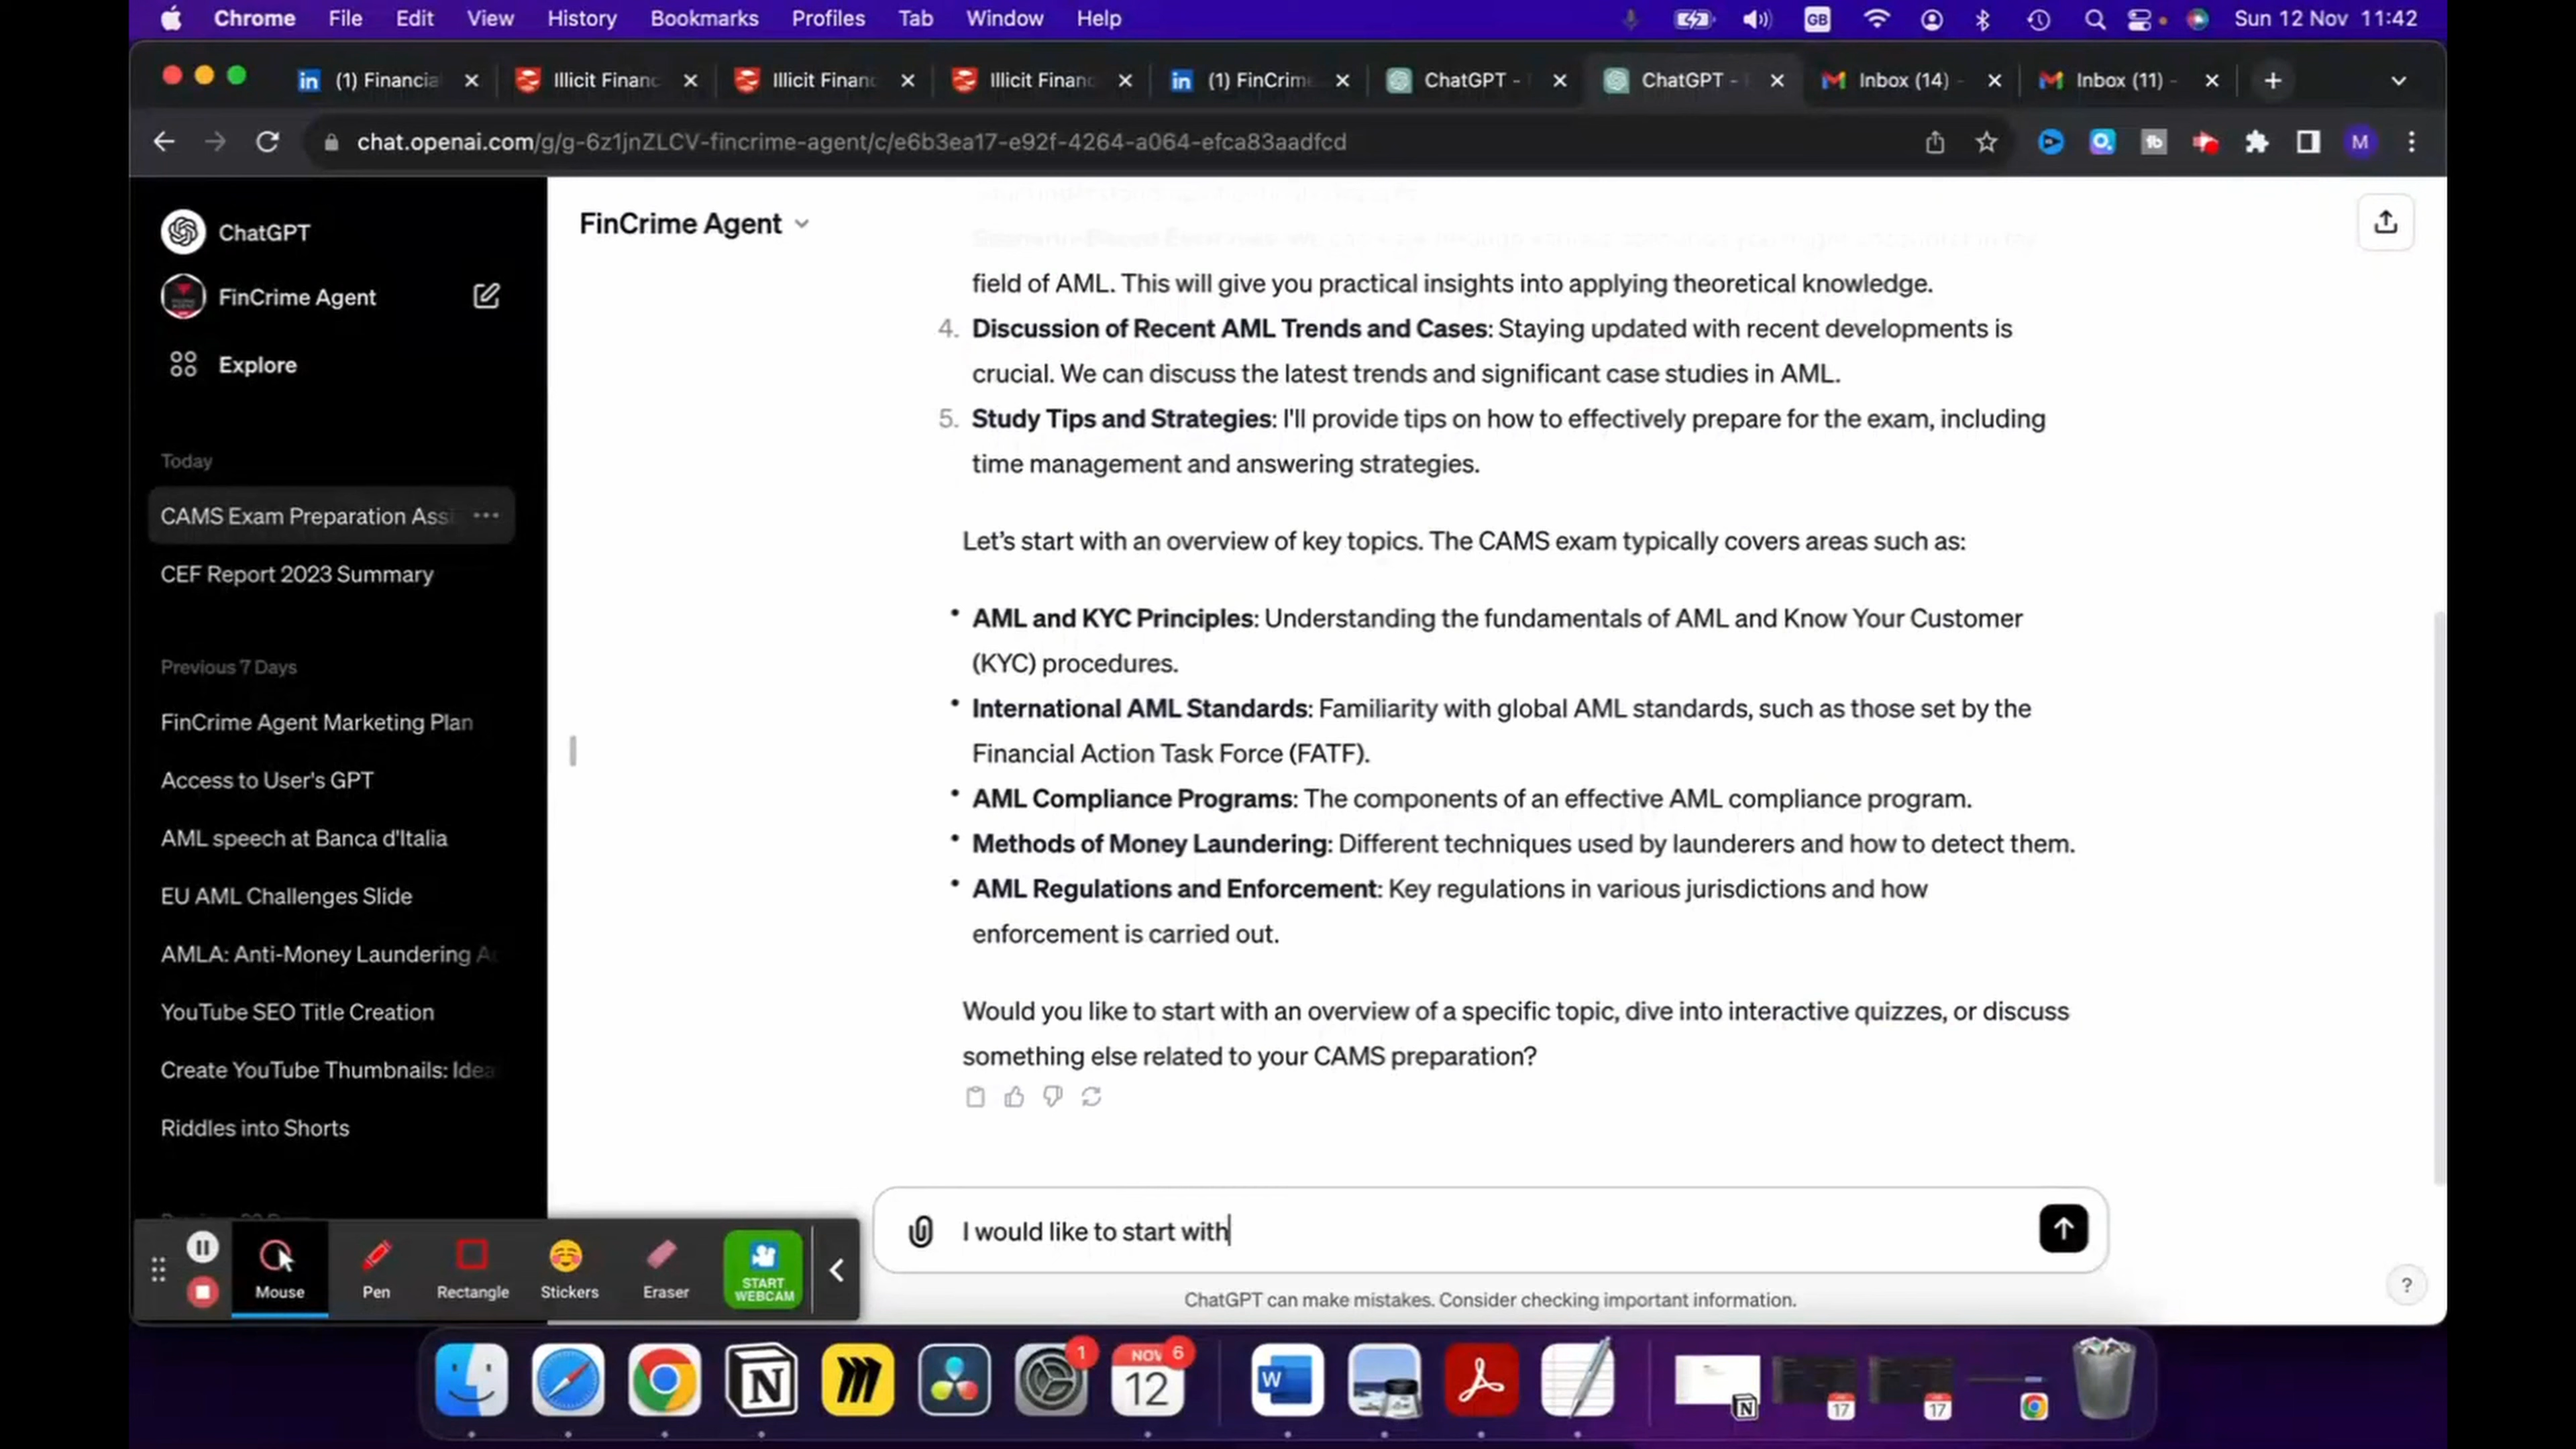 Chrome File Edit View History Bookmarks Profiles Tab Window Help GB Sun 12 Nov 11:42
(1) Financia Illicit Financ Illicit Financ Illicit Financ (1) FinCrime ChatGPT - ChatGPT - Inbox (14) - Inbox (11) -
chat.openai.com/g/g-6z1jnZLCV-fincrime-agent/c/e6b3ea17-e92f-4264-a064-efca83aadfcd
M
ChatGPT
FinCrime Agent
Explore
Today
CAMS Exam Preparation Assi
CEF Report 2023 Summary
Previous 7 Days
FinCrime Agent Marketing Plan
Access to User's GPT
AML speech at Banca d'Italia
EU AML Challenges Slide
AMLA: Anti-Money Laundering
YouTube SEO Title Creation
Create YouTube Thumbnails: Idea
Riddles into Shorts
FinCrime Agent
field of AML. This will give you practical insights into applying theoretical knowledge.
4. Discussion of Recent AML Trends and Cases: Staying updated with recent developments is
crucial. We can discuss the latest trends and significant case studies in AML.
5. Study Tips and Strategies: I'll provide tips on how to effectively prepare for the exam, including
time management and answering strategies.
Let's start with an overview of key topics. The CAMS exam typically covers areas such as:
• AML and KYC Principles: Understanding the fundamentals of AML and Know Your Customer
(KYC) procedures.
• International AML Standards: Familiarity with global AML standards, such as those set by the
Financial Action Task Force (FATF).
• AML Compliance Programs: The components of an effective AML compliance program.
• Methods of Money Laundering: Different techniques used by launderers and how to detect them.
• AML Regulations and Enforcement: Key regulations in various jurisdictions and how
enforcement is carried out.
Would you like to start with an overview of a specific topic, dive into interactive quizzes, or discuss
something else related to your CAMS preparation?
I would like to start with
ChatGPT can make mistakes. Consider checking important information.
?
Mouse Pen Rectangle Stickers Eraser START
WEBCAM
1 NOV 6
12
W
17 17